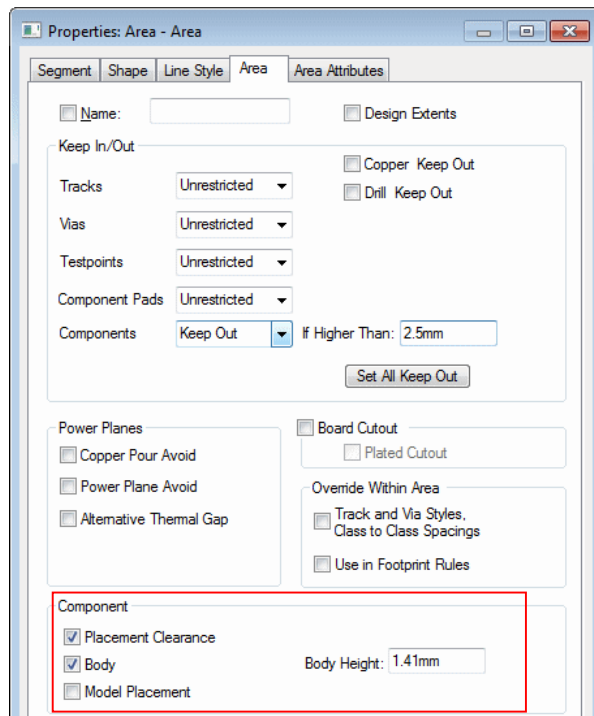 Properties: Area - Area
Segment Shape Line Style Area Area Attributes
Name: Design Extents
Keep In/Out
Copper Keep Out
Tracks Unrestricted
Drill Keep Out
Vias Unrestricted
Testpoints Unrestricted
Component Pads Unrestricted
Components Keep Out If Higher Than: 2.5mm
Set All Keep Out
Power Planes
Board Cutout
Copper Pour Avoid
Plated Cutout
Power Plane Avoid
Override Within Area
Alternative Thermal Gap
Track and Via Styles,
Class to Class Spacings
Use in Footprint Rules
Component
Placement Clearance
Body Body Height: 1.41mm
Model Placement